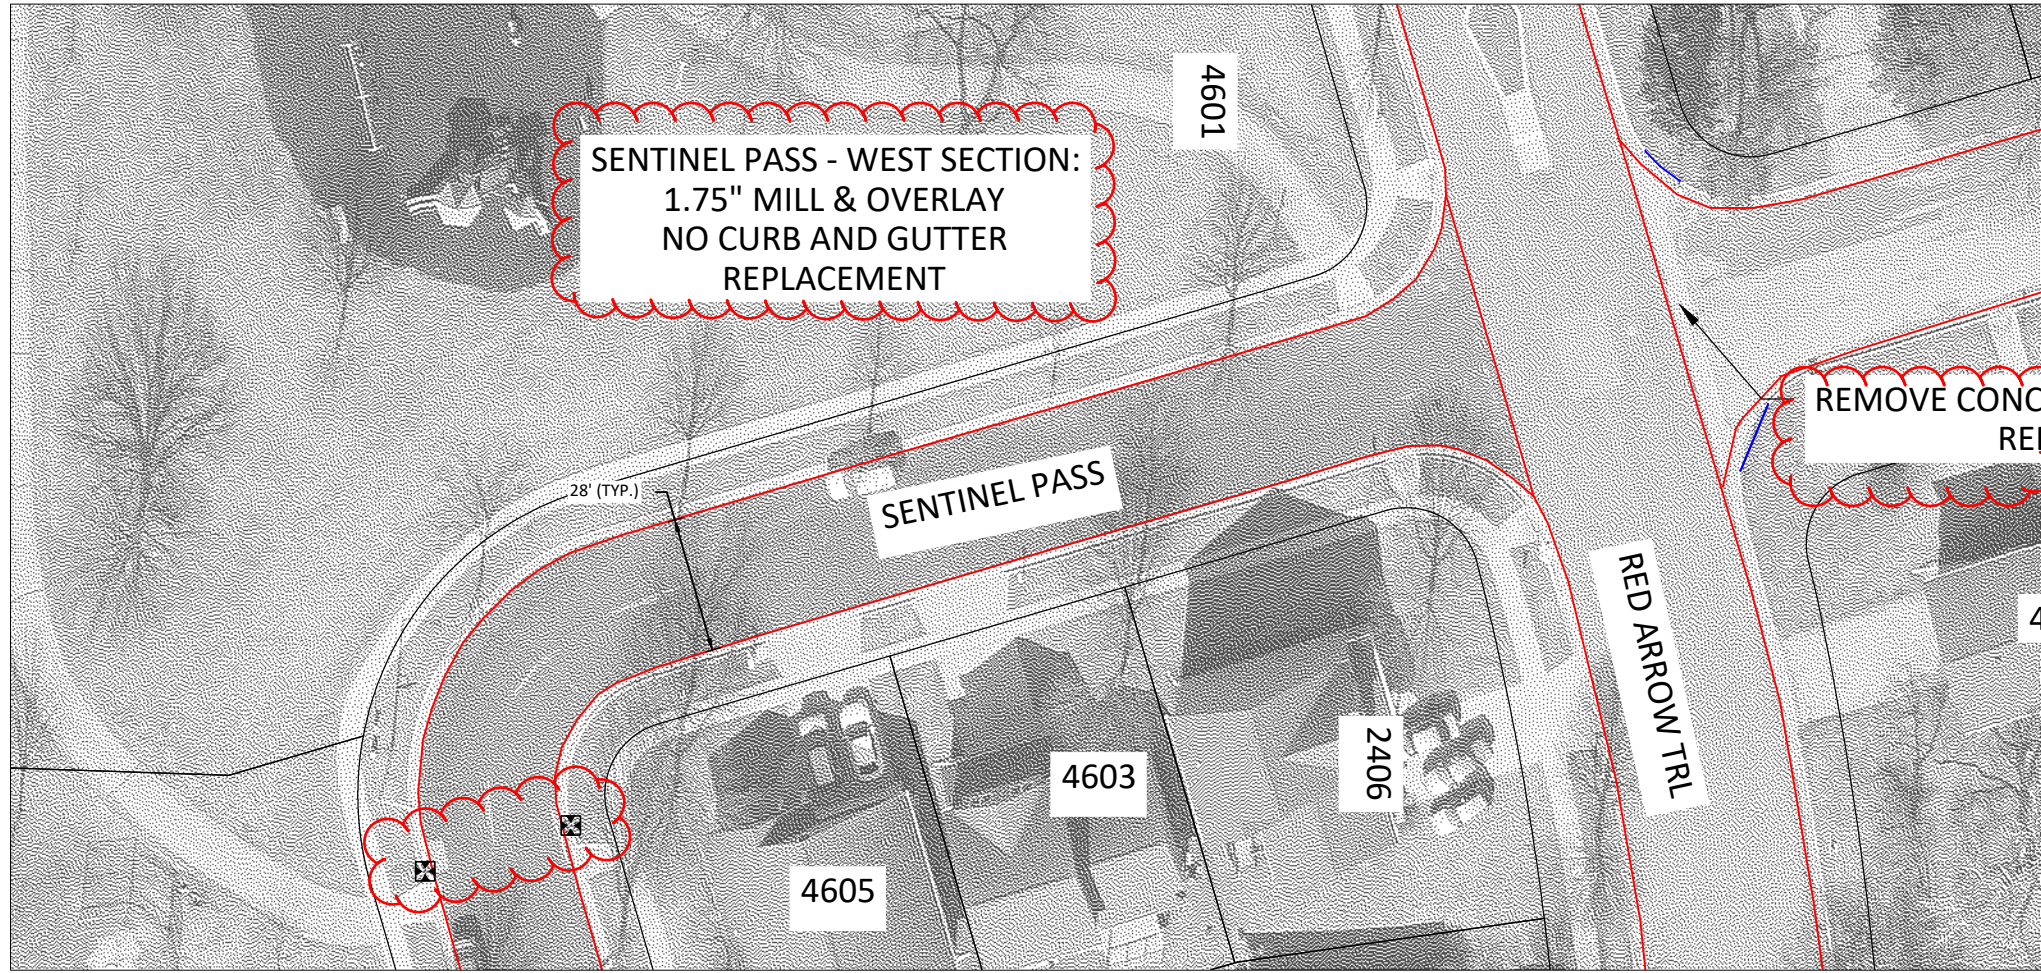 4601
SENTINEL PASS - WEST SECTION:
1.75" MILL & OVERLAY
NO CURB AND GUTTER
REPLACEMENT
REMOVE CONC
28' (TYP.)
SENTINEL PASS
RED ARROW TRL
4
4603
2406
4605